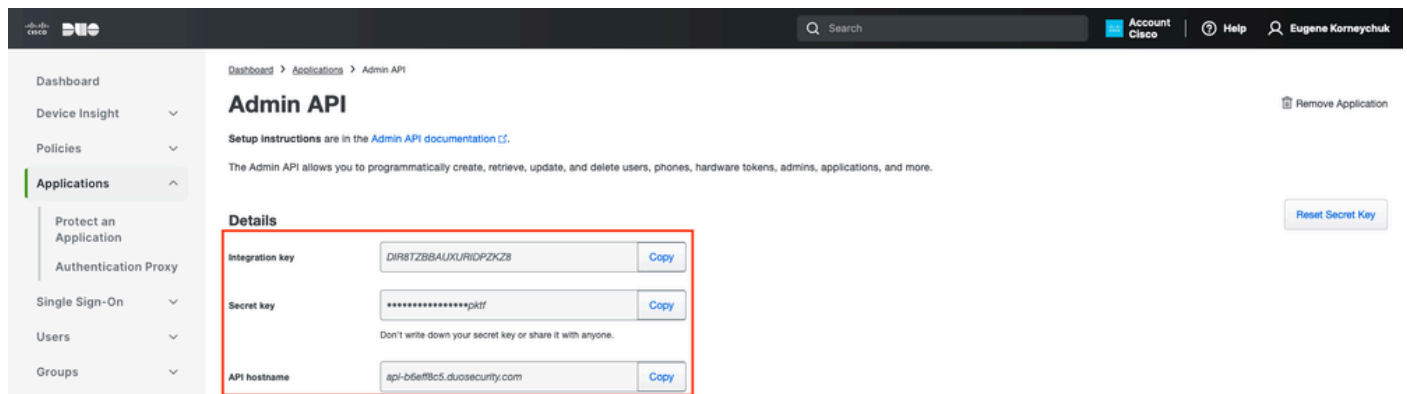 CISCO DUO Search Account Cisco Help Eugene Korneychuk
Dashboard
Device Insight
Policies
Applications
Protect an
Application
Authentication Proxy
Single Sign-On
Users
Groups
Dashboard > Applications > Admin API
Admin API
Remove Application
Setup instructions are in the Admin API documentation.
The Admin API allows you to programmatically create, retrieve, update, and delete users, phones, hardware tokens, admins, applications, and more.
Details
Reset Secret Key
Integration key DIR8TZBBAUXURIDPZKZ8 Copy
Secret key ••••••••••••••••pktf Copy
Don't write down your secret key or share it with anyone.
API hostname api-b6eff8c5.duosecurity.com Copy